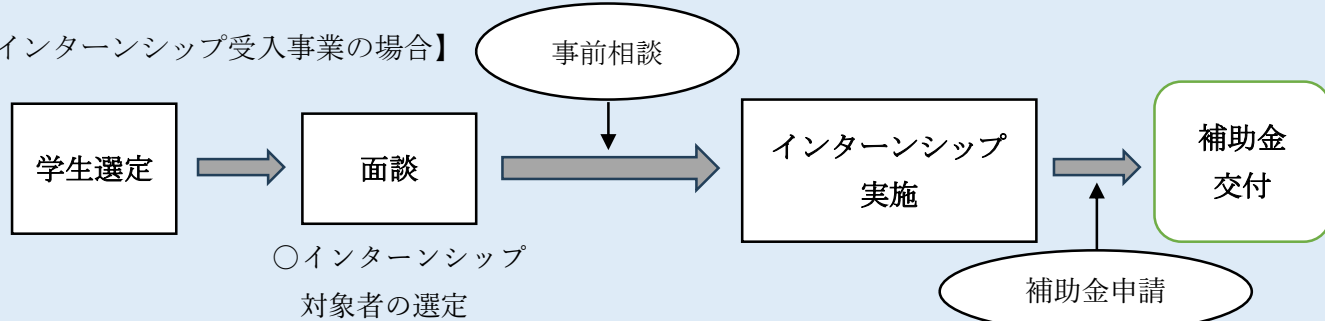 インターンシップ受入事業の場合】
事前相談
学生選定
面談
インターンシップ
実施
補助金
交付
○インターンシップ
対象者の選定
補助金申請